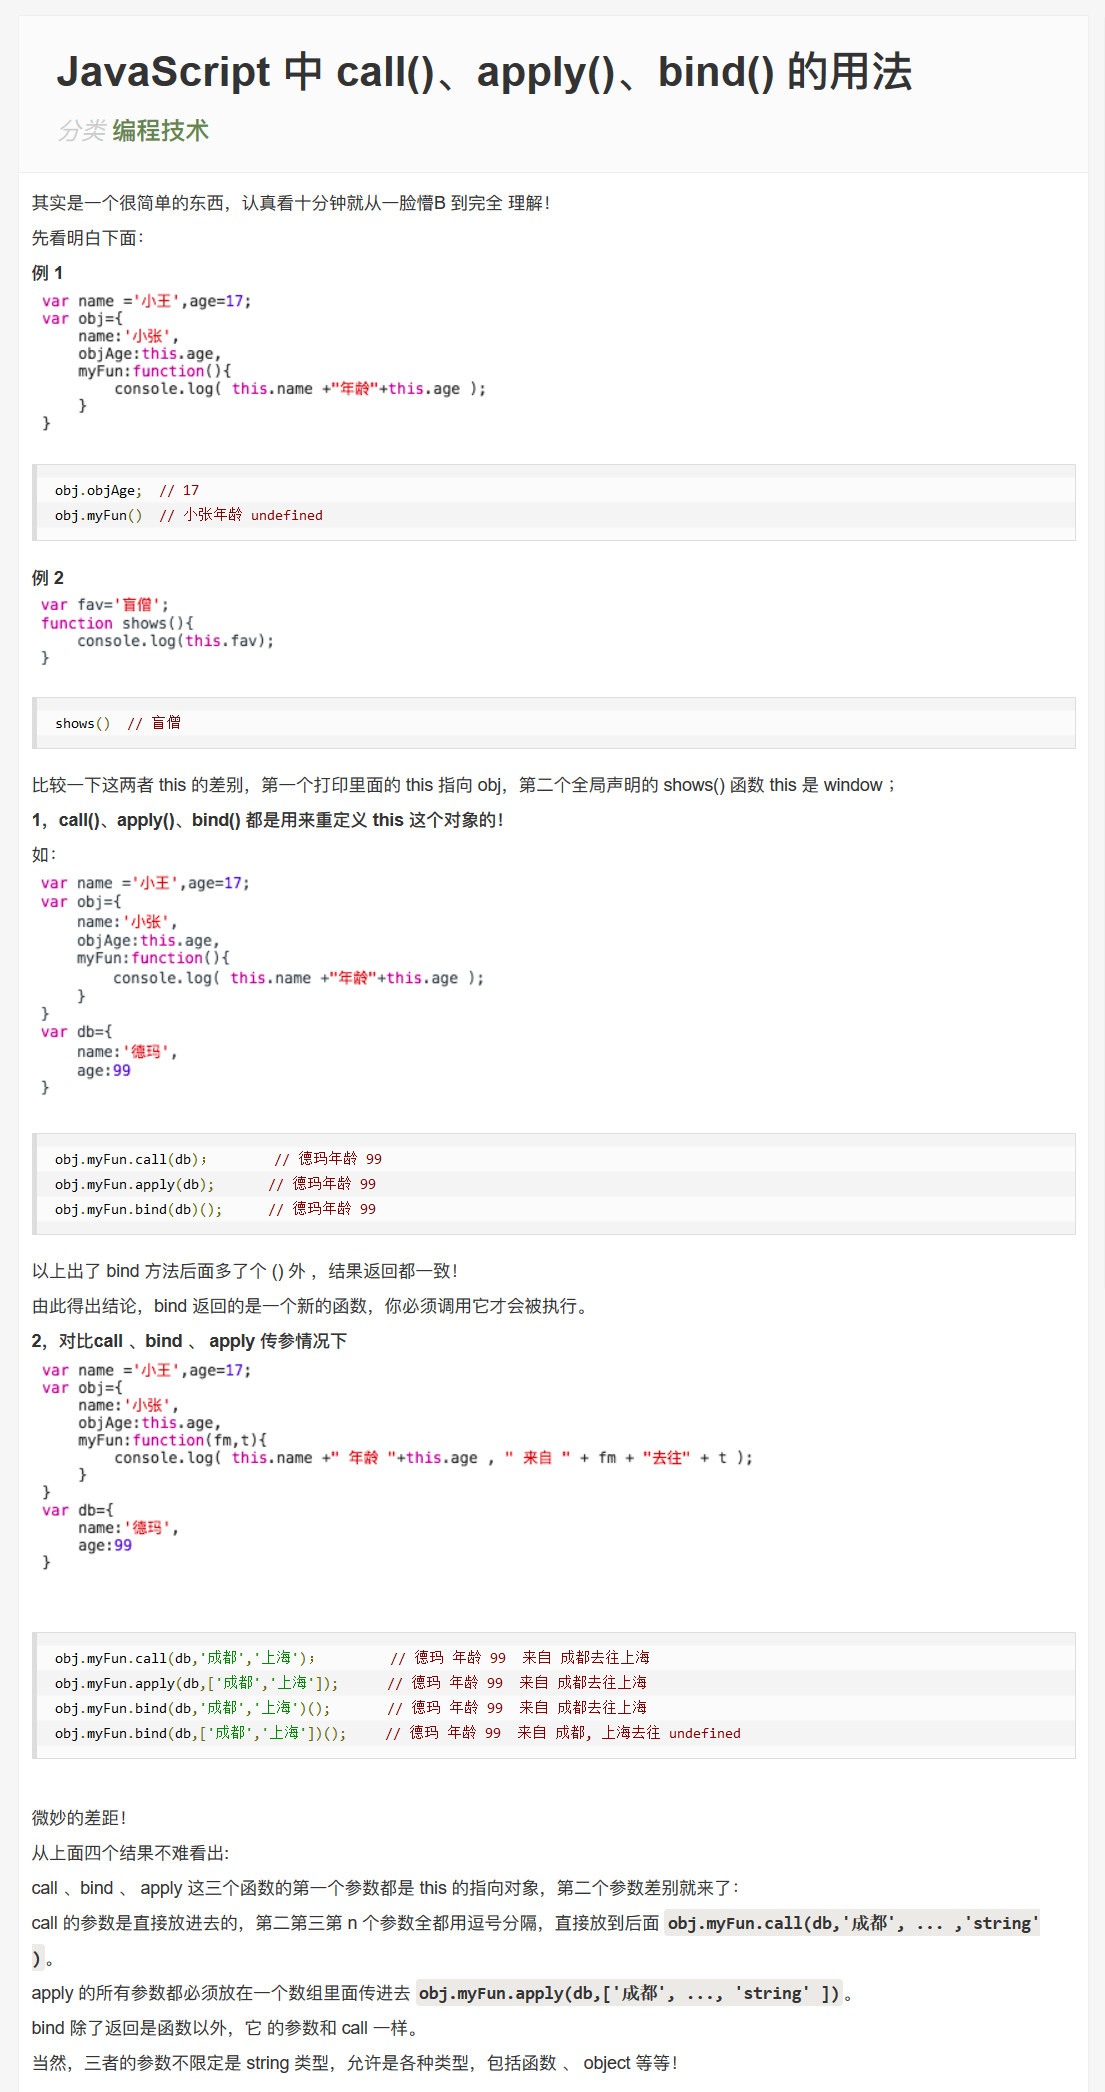 JavaScript 中 call()、apply()、bind() 的用法
分类 编程技术
其实是一个很简单的东西，认真看十分钟就从一脸懵B 到完全 理解！
先看明白下面：
例 1
var name ='小王',age=17;
var obj={
    name:'小张',
    objAge:this.age,
    myFun:function(){
        console.log( this.name +"年龄"+this.age );
    }
}
obj.objAge;  // 17
obj.myFun()  // 小张年龄 undefined
例 2
var fav='盲僧';
function shows(){
    console.log(this.fav);
}
shows()  // 盲僧
比较一下这两者 this 的差别，第一个打印里面的 this 指向 obj，第二个全局声明的 shows() 函数 this 是 window ；
1，call()、apply()、bind() 都是用来重定义 this 这个对象的！
如：
var name ='小王',age=17;
var obj={
    name:'小张',
    objAge:this.age,
    myFun:function(){
        console.log( this.name +"年龄"+this.age );
    }
}
var db={
    name:'德玛',
    age:99
}
obj.myFun.call(db)；       // 德玛年龄 99
obj.myFun.apply(db);      // 德玛年龄 99
obj.myFun.bind(db)();     // 德玛年龄 99
以上出了 bind 方法后面多了个 () 外 ，结果返回都一致！
由此得出结论，bind 返回的是一个新的函数，你必须调用它才会被执行。
2，对比call 、bind 、 apply 传参情况下
var name ='小王',age=17;
var obj={
    name:'小张',
    objAge:this.age,
    myFun:function(fm,t){
        console.log( this.name +" 年龄 "+this.age , " 来自 " + fm + "去往" + t );
    }
}
var db={
    name:'德玛',
    age:99
}
obj.myFun.call(db,'成都','上海')；        // 德玛 年龄 99  来自 成都去往上海
obj.myFun.apply(db,['成都','上海']);      // 德玛 年龄 99  来自 成都去往上海
obj.myFun.bind(db,'成都','上海')();       // 德玛 年龄 99  来自 成都去往上海
obj.myFun.bind(db,['成都','上海'])();     // 德玛 年龄 99  来自 成都, 上海去往 undefined
微妙的差距！
从上面四个结果不难看出:
call 、bind 、 apply 这三个函数的第一个参数都是 this 的指向对象，第二个参数差别就来了：
call 的参数是直接放进去的，第二第三第 n 个参数全都用逗号分隔，直接放到后面 obj.myFun.call(db,'成都', ... ,'string'
)。
apply 的所有参数都必须放在一个数组里面传进去 obj.myFun.apply(db,['成都', ..., 'string' ])。
bind 除了返回是函数以外，它 的参数和 call 一样。
当然，三者的参数不限定是 string 类型，允许是各种类型，包括函数 、 object 等等！